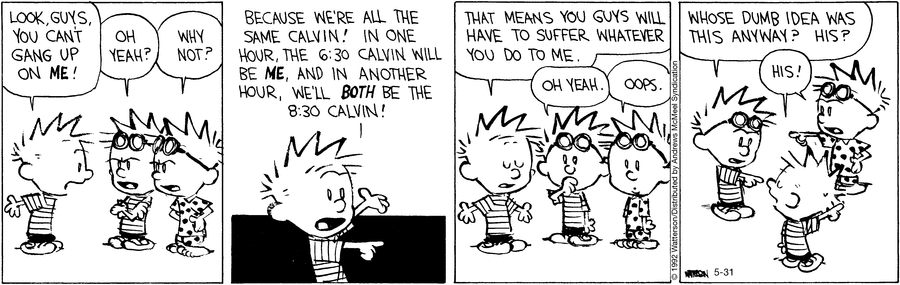 LOOK, GUYS,
YOU CAN'T
GANG UP
ON ME!
OH
YEAH?
WHY
NOT?
BECAUSE WE'RE ALL THE
SAME CALVIN! IN ONE
HOUR, THE 6:30 CALVIN WILL
BE ME, AND IN ANOTHER
HOUR, WE'LL BOTH BE THE
8:30 CALVIN!
THAT MEANS YOU GUYS WILL
HAVE TO SUFFER WHATEVER
YOU DO TO ME.
OH YEAH.
OOPS.
© 1992 Watterson/Distributed by Andrews McMeel Syndication
WHOSE DUMB IDEA WAS
THIS ANYWAY? HIS?
HIS!
WATTERSON 5-31